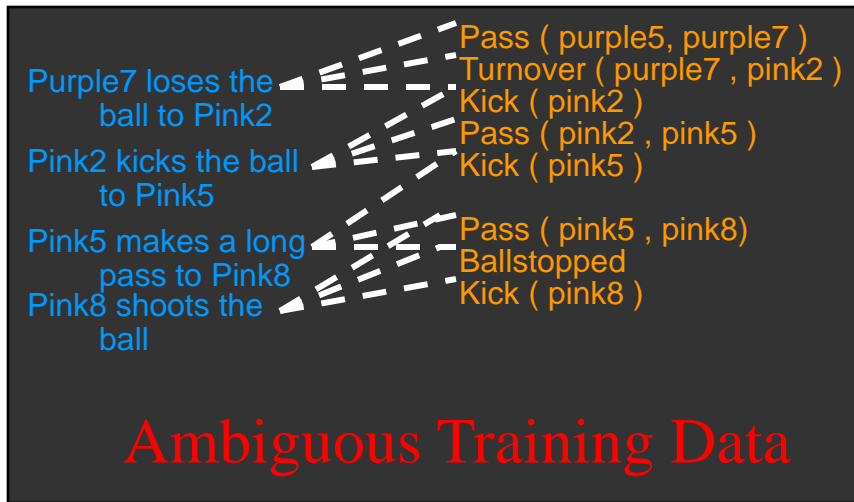 Purple7 loses the
ball to Pink2
Pink2 kicks the ball
to Pink5
Pink5 makes a long
pass to Pink8
Pink8 shoots the
ball
Pass ( purple5, purple7 )
Turnover ( purple7 , pink2 )
Kick ( pink2 )
Pass ( pink2 , pink5 )
Kick ( pink5 )
Pass ( pink5 , pink8)
Ballstopped
Kick ( pink8 )
Ambiguous Training Data